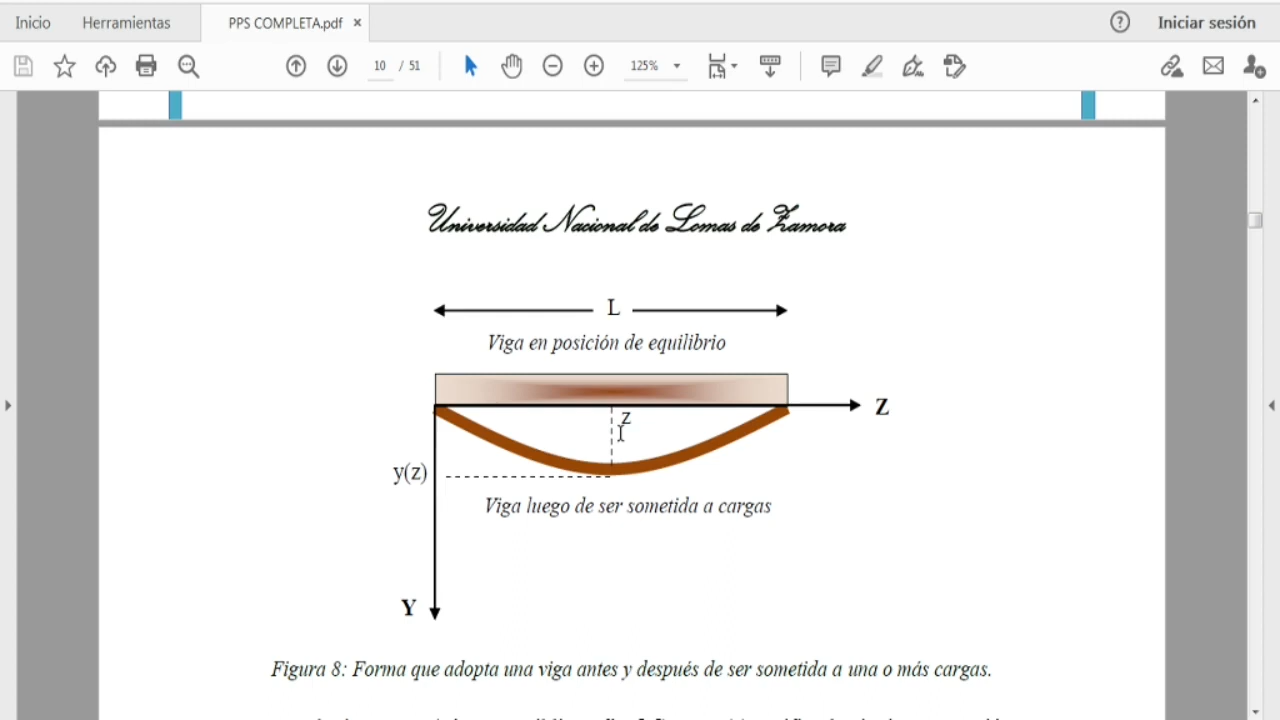 Inicio Herramientas PPS COMPLETA.pdf × ? Iniciar sesión
10 / 51 125%
Universidad Nacional de Lomas de Zamora
L
Viga en posición de equilibrio
Z
z
y(z)
Viga luego de ser sometida a cargas
Y
Figura 8: Forma que adopta una viga antes y después de ser sometida a una o más cargas.